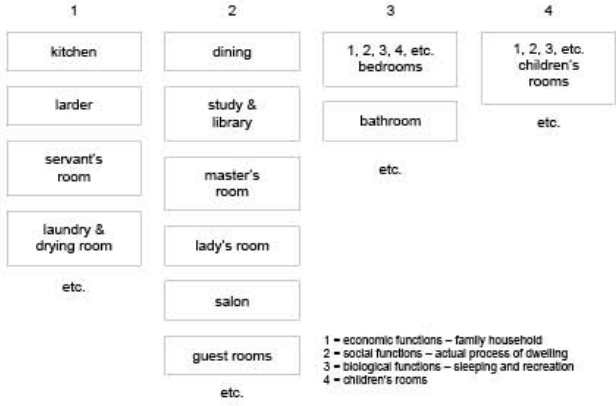 1
kitchen
larder
servant's
room
laundry &
drying room
etc.
2
dining
study &
library
master's
room
lady's room
salon
guest rooms
etc.
3
1, 2, 3, 4, etc.
bedrooms
bathroom
etc.
4
1, 2, 3, etc.
children's
rooms
etc.
1 = economic functions – family household
2 = social functions – actual process of dwelling
3 = biological functions – sleeping and recreation
4 = children's rooms